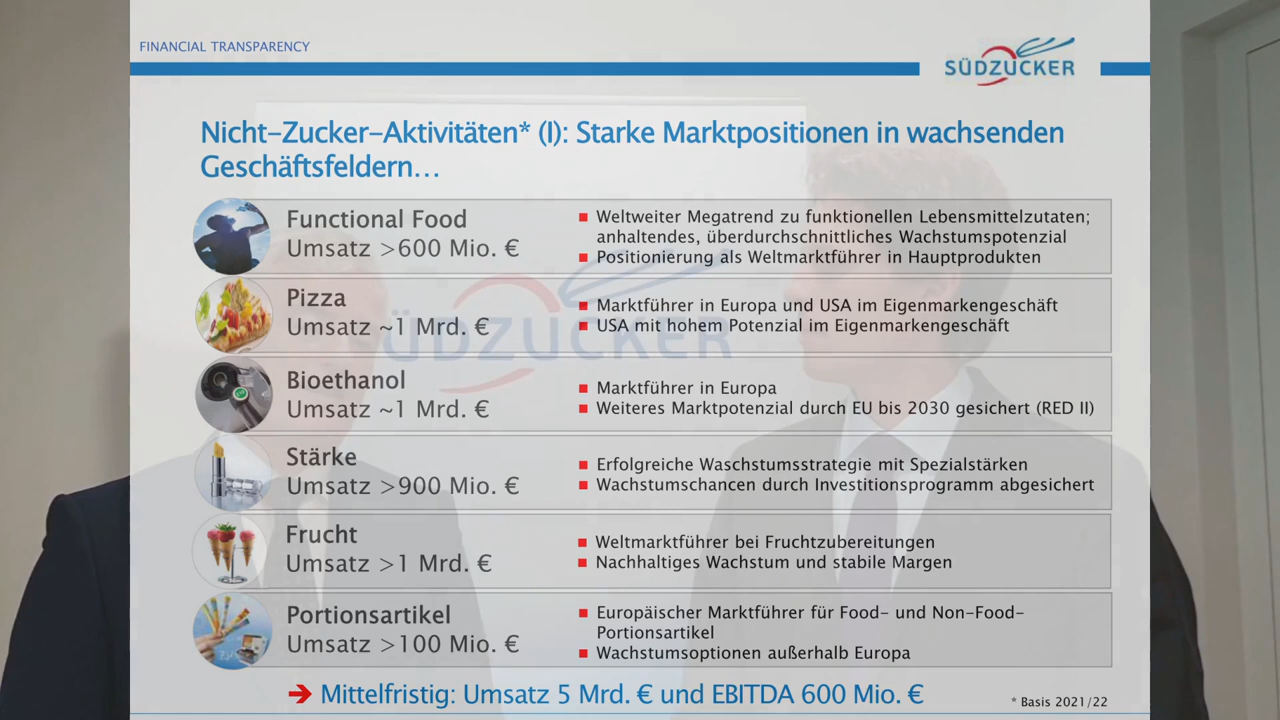 FINANCIAL TRANSPARENCY
SÜDZUCKER
Nicht-Zucker-Aktivitäten* (I): Starke Marktpositionen in wachsenden
Geschäftsfeldern…
Functional Food
Umsatz >600 Mio. €
Weltweiter Megatrend zu funktionellen Lebensmittelzutaten;
anhaltendes, überdurchschnittliches Wachstumspotenzial
Positionierung als Weltmarktführer in Hauptprodukten
Pizza
Umsatz ~1 Mrd. €
Marktführer in Europa und USA im Eigenmarkengeschäft
USA mit hohem Potenzial im Eigenmarkengeschäft
SÜDZUCKER
Bioethanol
Umsatz ~1 Mrd. €
Marktführer in Europa
Weiteres Marktpotenzial durch EU bis 2030 gesichert (RED II)
Stärke
Umsatz >900 Mio. €
Erfolgreiche Waschstumsstrategie mit Spezialstärken
Wachstumschancen durch Investitionsprogramm abgesichert
Frucht
Umsatz >1 Mrd. €
Weltmarktführer bei Fruchtzubereitungen
Nachhaltiges Wachstum und stabile Margen
Portionsartikel
Umsatz >100 Mio. €
Europäischer Marktführer für Food- und Non-Food-
Portionsartikel
Wachstumsoptionen außerhalb Europa
➔ Mittelfristig: Umsatz 5 Mrd. € und EBITDA 600 Mio. €
* Basis 2021/22